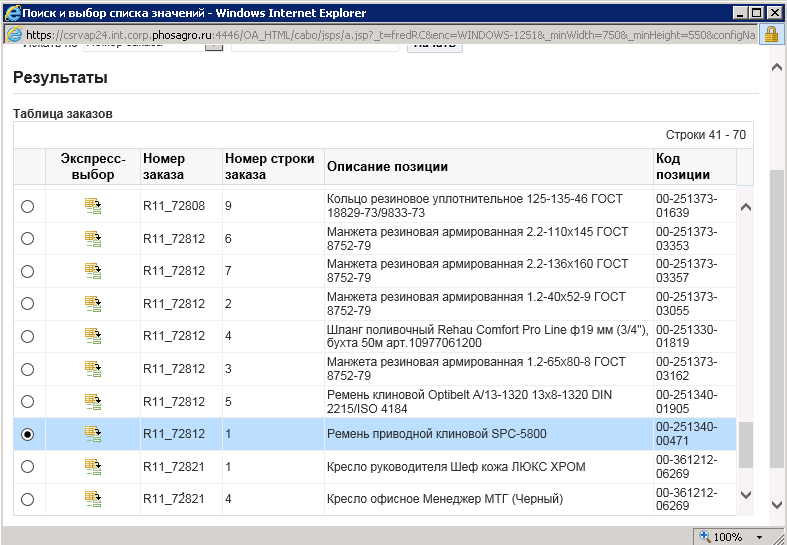 Поиск и выбор списка значений - Windows Internet Explorer
https://csrvap24.int.corp.phosagro.ru:4446/OA_HTML/cabo/jsps/a.jsp?_t=fredRC&enc=WINDOWS-1251&_minWidth=750&_minHeight=550&configNa
Результаты
Таблица заказов
Строки 41 - 70
Экспресс-выбор Номер заказа Номер строки заказа Описание позиции Код позиции
R11_72808 9 Кольцо резиновое уплотнительное 125-135-46 ГОСТ 18829-73/9833-73 00-251373-01639
R11_72812 6 Манжета резиновая армированная 2.2-110х145 ГОСТ 8752-79 00-251373-03353
R11_72812 7 Манжета резиновая армированная 2.2-136х160 ГОСТ 8752-79 00-251373-03357
R11_72812 2 Манжета резиновая армированная 1.2-40х52-9 ГОСТ 8752-79 00-251373-03055
R11_72812 4 Шланг поливочный Rehau Comfort Pro Line ф19 мм (3/4"), бухта 50м арт.10977061200 00-251330-01819
R11_72812 3 Манжета резиновая армированная 1.2-65х80-8 ГОСТ 8752-79 00-251373-03162
R11_72812 5 Ремень клиновой Optibelt A/13-1320 13x8-1320 DIN 2215/ISO 4184 00-251340-01905
R11_72812 1 Ремень приводной клиновой SPC-5800 00-251340-00471
R11_72821 1 Кресло руководителя Шеф кожа ЛЮКС ХРОМ 00-361212-06269
R11_72821 4 Кресло офисное Менеджер МТГ (Черный) 00-361212-06269
100%